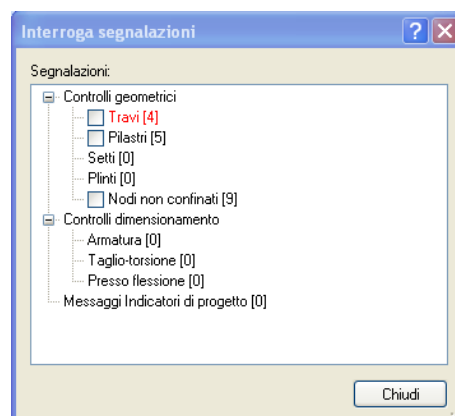 Interroga segnalazioni
Segnalazioni:
Controlli geometrici
Travi [4]
Pilastri [5]
Setti [0]
Plinti [0]
Nodi non confinati [9]
Controlli dimensionamento
Armatura [0]
Taglio-torsione [0]
Presso flessione [0]
Messaggi Indicatori di progetto [0]
Chiudi